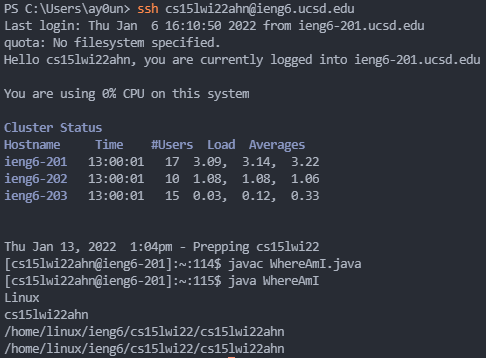 PS C:\Users\ay0un> ssh cs15lwi22ahn@ieng6.ucsd.edu
Last login: Thu Jan  6 16:10:50 2022 from ieng6-201.ucsd.edu
quota: No filesystem specified.
Hello cs15lwi22ahn, you are currently logged into ieng6-201.ucsd.edu
You are using 0% CPU on this system
Cluster Status
Hostname     Time    #Users  Load  Averages
ieng6-201   13:00:01   17  3.09,  3.14,  3.22
ieng6-202   13:00:01   10  1.08,  1.08,  1.06
ieng6-203   13:00:01   15  0.03,  0.12,  0.33
Thu Jan 13, 2022  1:04pm - Prepping cs15lwi22
[cs15lwi22ahn@ieng6-201]:~:114$ javac WhereAmI.java
[cs15lwi22ahn@ieng6-201]:~:115$ java WhereAmI
Linux
cs15lwi22ahn
/home/linux/ieng6/cs15lwi22/cs15lwi22ahn
/home/linux/ieng6/cs15lwi22/cs15lwi22ahn